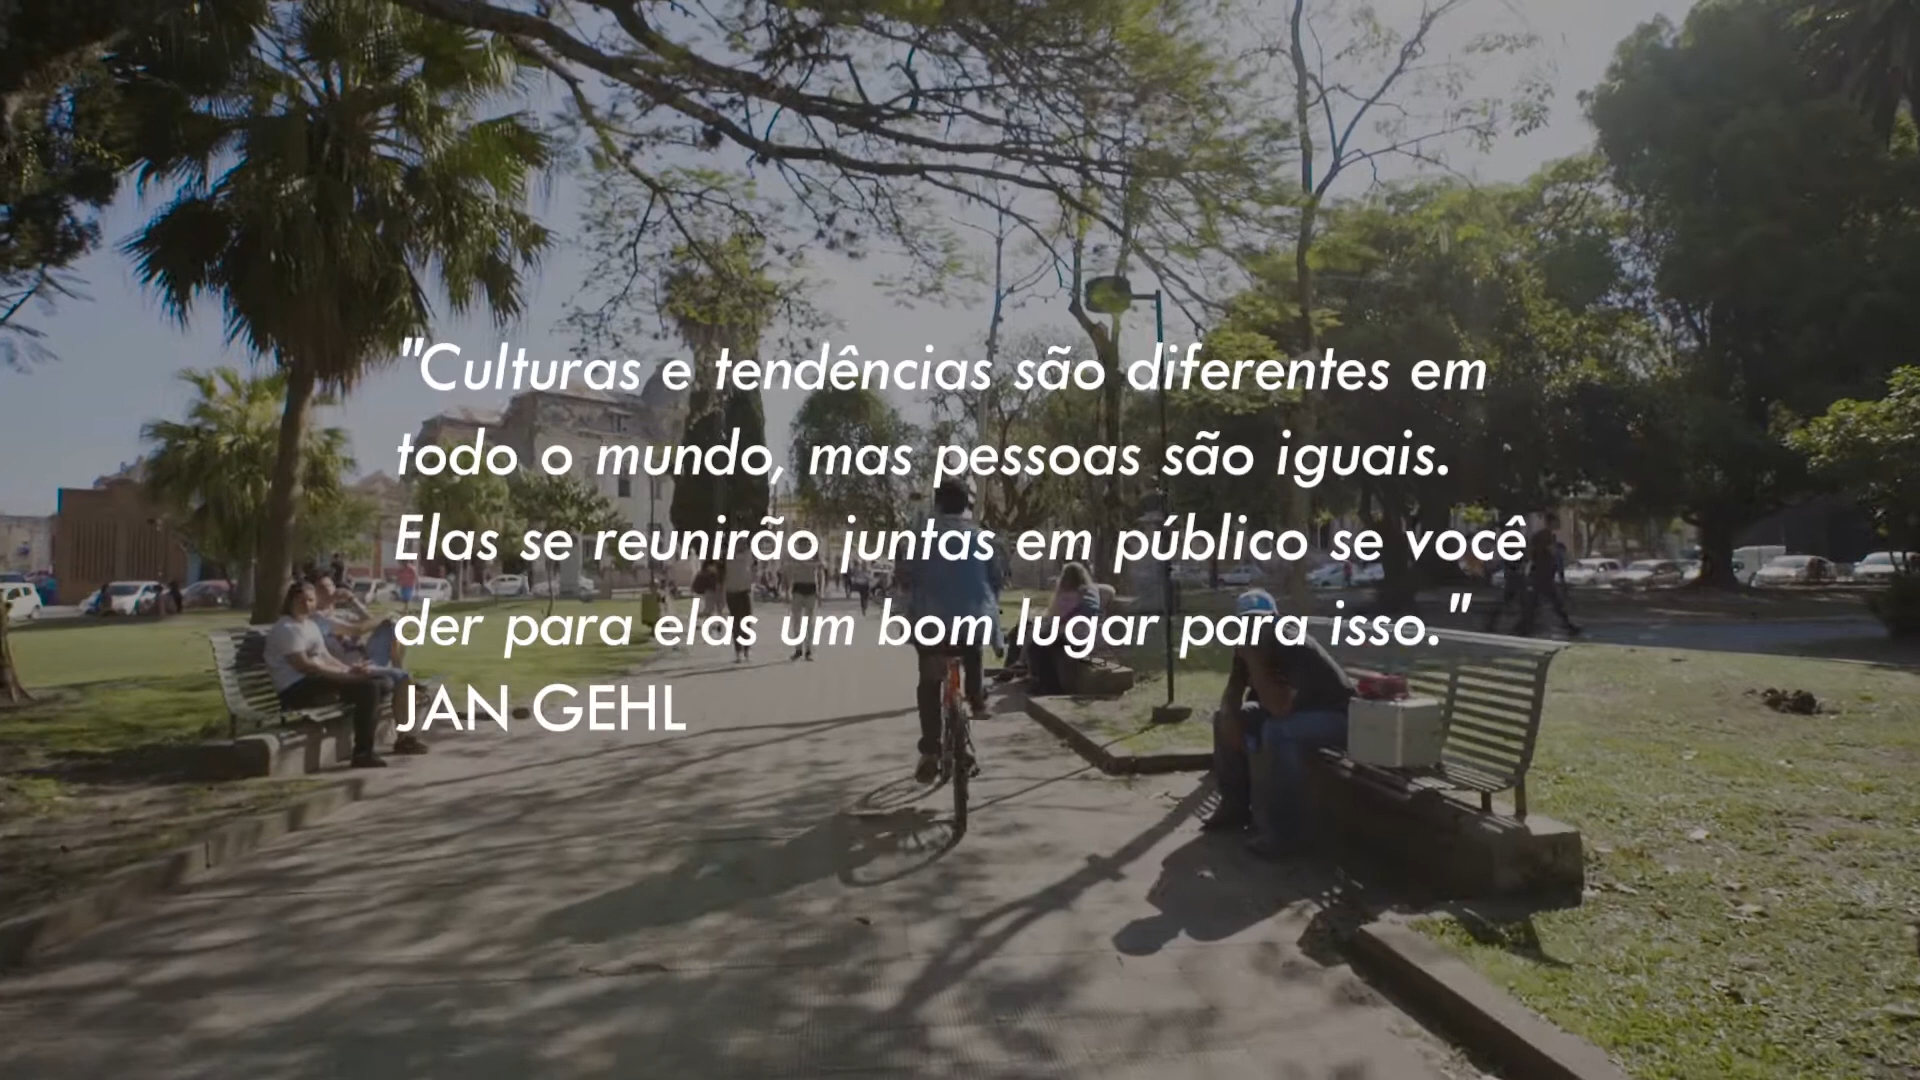 "Culturas e tendências são diferentes em
todo o mundo, mas pessoas são iguais.
Elas se reunirão juntas em público se você
der para elas um bom lugar para isso."
JAN GEHL